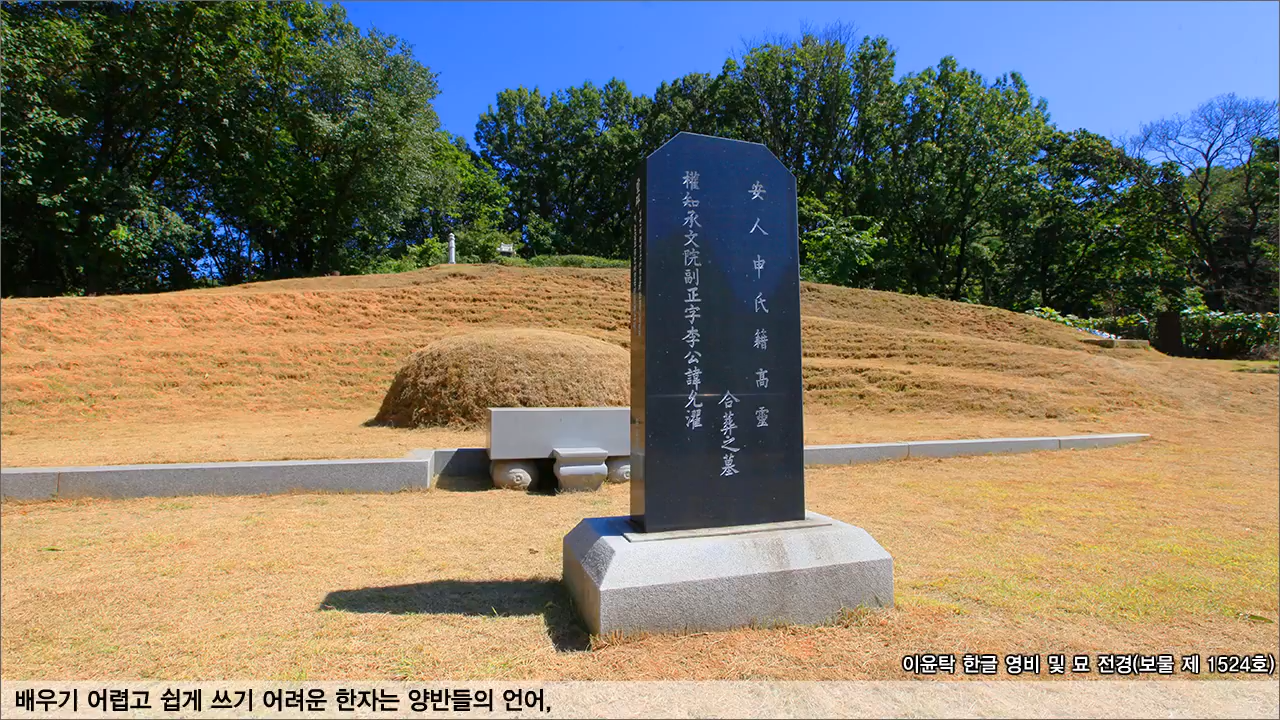 安人申氏籍高靈
權知承文院副正字李公諱允濯
合葬之墓
이윤탁 한글 영비 및 묘 전경(보물 제 1524호)
배우기 어렵고 쉽게 쓰기 어려운 한자는 양반들의 언어,